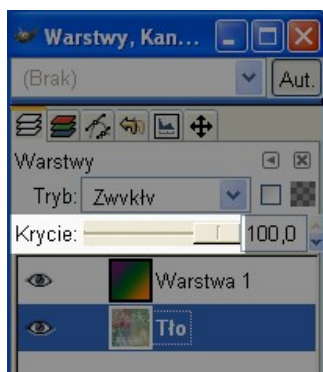 Warstwy, Kan...
(Brak) Aut.
Warstwy
Tryb: Zwykły
Krycie: 100,0
Warstwa 1
Tło